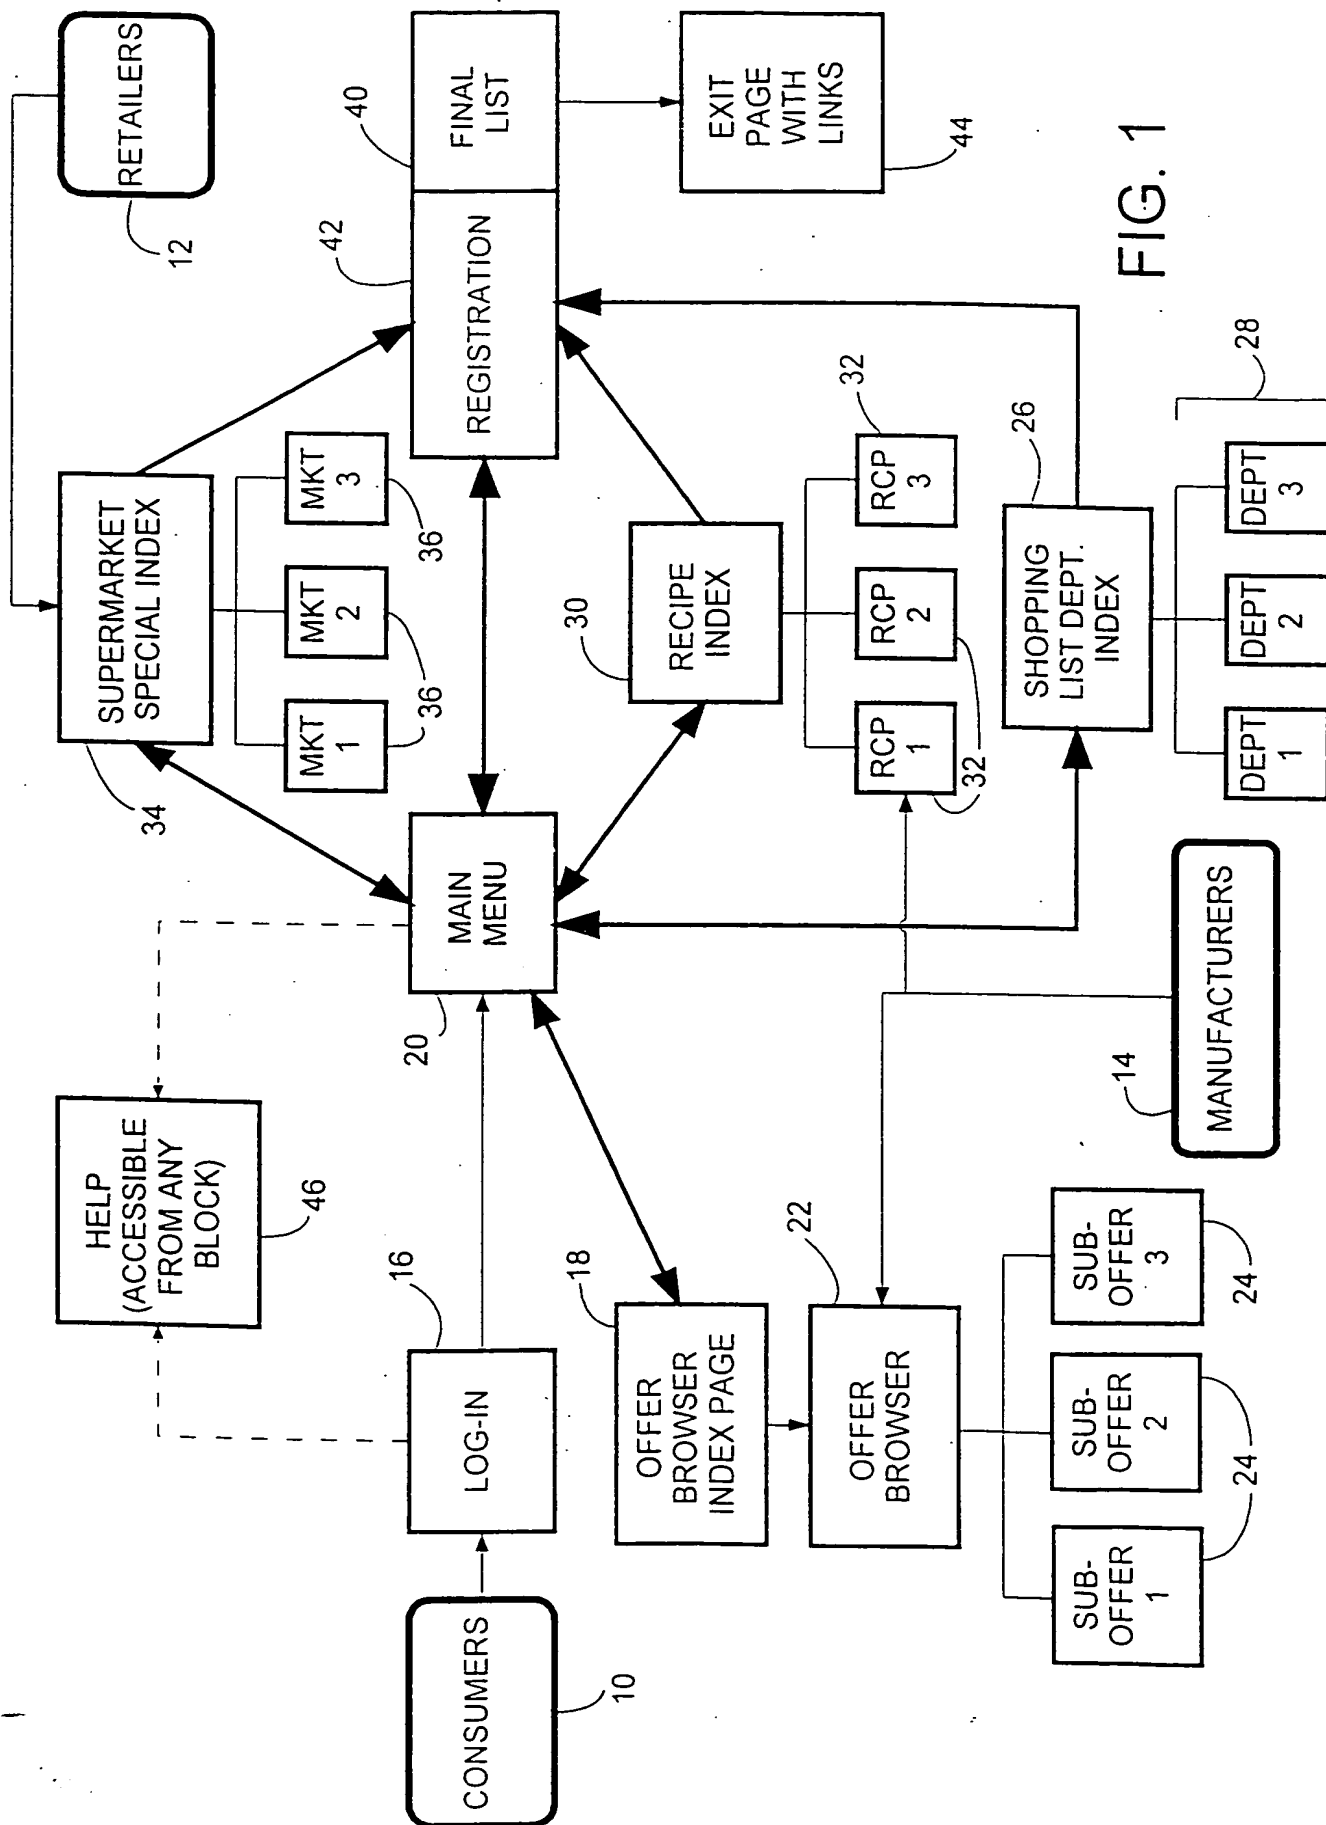 RETAILERS
12
SUPERMARKET
SPECIAL INDEX
34
MKT
1
MKT
2
MKT
3
36
36
36
HELP
(ACCESSIBLE
FROM ANY
BLOCK)
46
CONSUMERS
10
LOG-IN
16
MAIN
MENU
20
REGISTRATION
42
FINAL
LIST
40
EXIT
PAGE
WITH
LINKS
44
OFFER
BROWSER
INDEX PAGE
18
OFFER
BROWSER
22
SUB-
OFFER
1
SUB-
OFFER
2
SUB-
OFFER
3
24
24
RECIPE
INDEX
30
RCP
1
RCP
2
RCP
3
32
32
32
SHOPPING
LIST DEPT.
INDEX
26
DEPT
1
DEPT
2
DEPT
3
28
MANUFACTURERS
14
FIG. 1